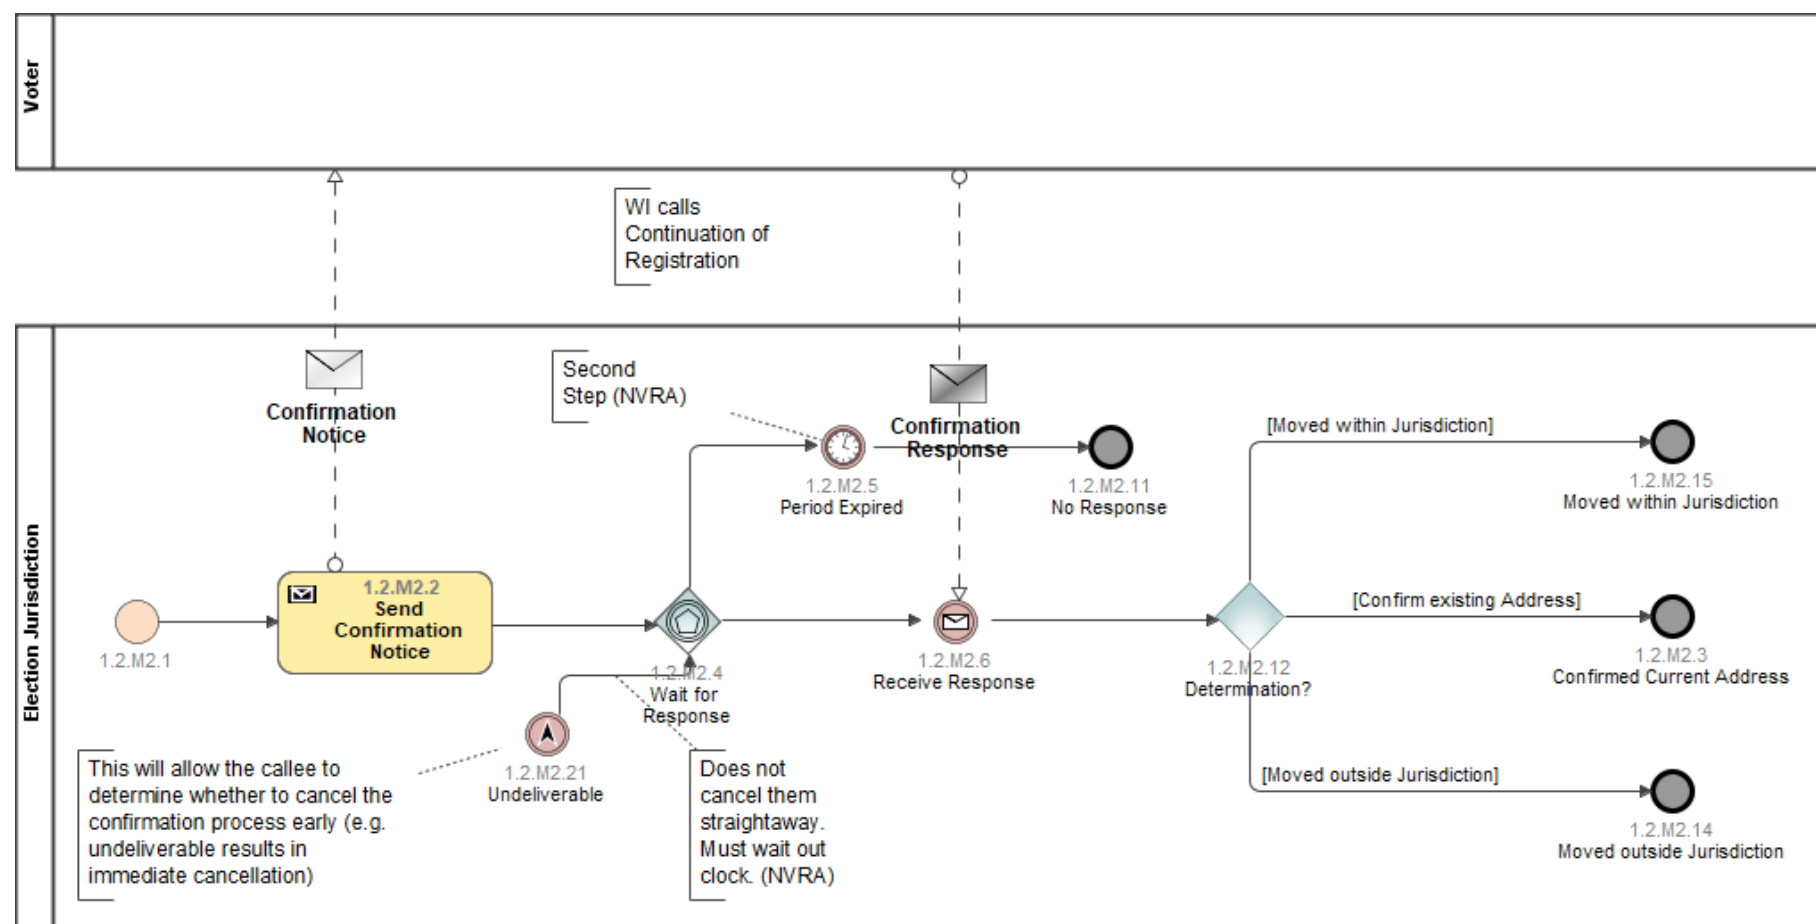 Voter
WI calls
Continuation of
Registration
Election Jurisdiction
Confirmation
Notice
Second
Step (NVRA)
Confirmation
Response
1.2.M2.5
Period Expired
1.2.M2.11
No Response
[Moved within Jurisdiction]
1.2.M2.15
Moved within Jurisdiction
1.2.M2.1
1.2.M2.2
Send
Confirmation
Notice
1.2.M2.4
Wait for
Response
1.2.M2.6
Receive Response
1.2.M2.12
Determination?
[Confirm existing Address]
1.2.M2.3
Confirmed Current Address
1.2.M2.21
Undeliverable
This will allow the callee to
determine whether to cancel the
confirmation process early (e.g.
undeliverable results in
immediate cancellation)
Does not
cancel them
straightaway.
Must wait out
clock. (NVRA)
[Moved outside Jurisdiction]
1.2.M2.14
Moved outside Jurisdiction